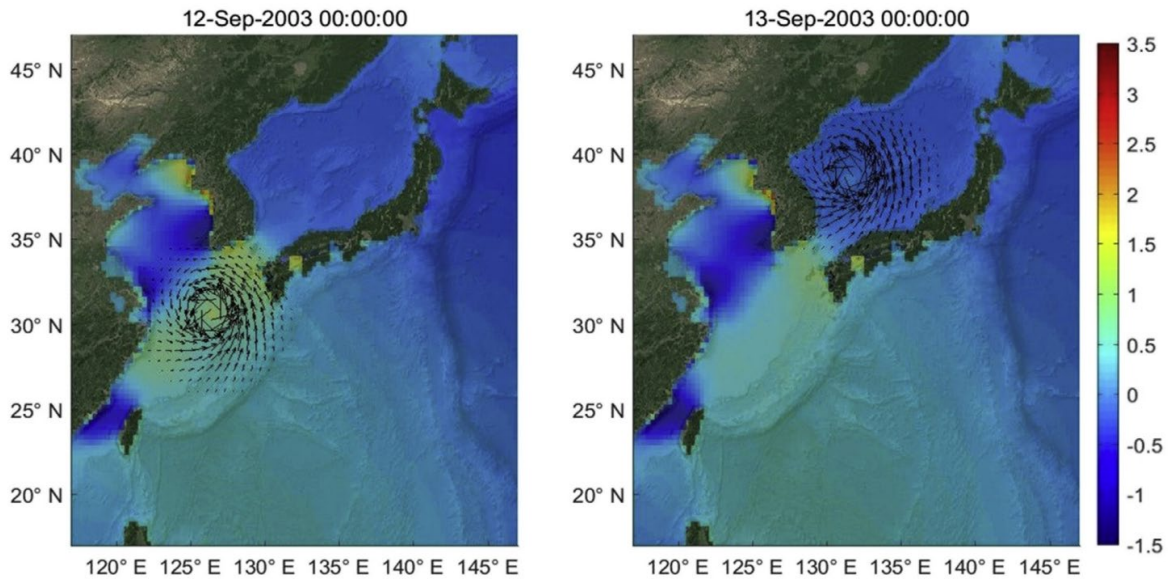 12-Sep-2003 00:00:00
13-Sep-2003 00:00:00
45° N
40° N
35° N
30° N
25° N
20° N
120° E 125° E 130° E 135° E 140° E 145° E
45° N
40° N
35° N
30° N
25° N
20° N
120° E 125° E 130° E 135° E 140° E 145° E
3.5
3
2.5
2
1.5
1
0.5
0
-0.5
-1
-1.5